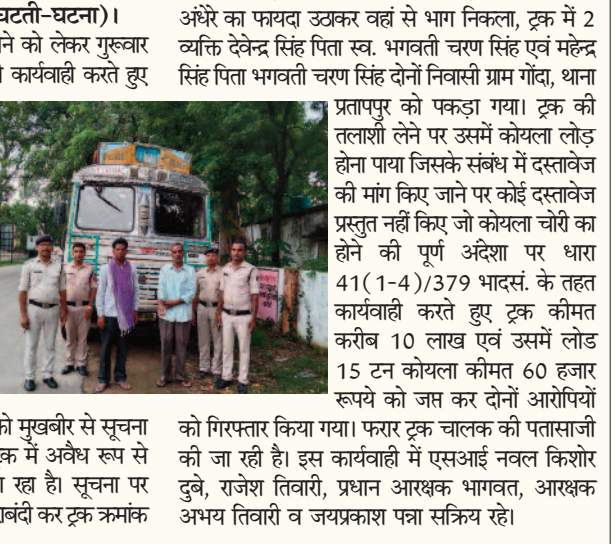 घटती-घटना)।
ने को लेकर गुरूवार
कार्यवाही करते हुए
को मुखबीर से सूचना
में अवैध रूप से
रहा है। सूचना पर
कर ट्रक क्रमांक
अंधेरे का फायदा उठाकर वहां से भाग निकला, ट्रक में 2
व्यक्ति देवेन्द्र सिंह पिता स्व. भगवती चरण सिंह एवं महेन्द्र
सिंह पिता भगवती चरण सिंह दोनों निवासी ग्राम गोंदा, थाना
प्रतापपुर को पकड़ा गया। ट्रक की
तलाशी लेने पर उसमें कोयला लोड़
होना पाया जिसके संबंध में दस्तावेज
की मांग किए जाने पर कोई दस्तावेज
प्रस्तुत नहीं किए जो कोयला चोरी का
होने की पूर्ण अंदेशा पर धारा
41(1-4)/379 भादसं. के तहत
कार्यवाही करते हुए ट्रक कीमत
करीब 10 लाख एवं उसमें लोड
15 टन कोयला कीमत 60 हजार
रूपये को जप्त कर दोनों आरोपियों
को गिरफ्तार किया गया। फरार ट्रक चालक की पतासाजी
की जा रही है। इस कार्यवाही में एसआई नवल किशोर
दुबे, राजेश तिवारी, प्रधान आरक्षक भागवत, आरक्षक
अभय तिवारी व जयप्रकाश पन्ना सक्रिय रहे।